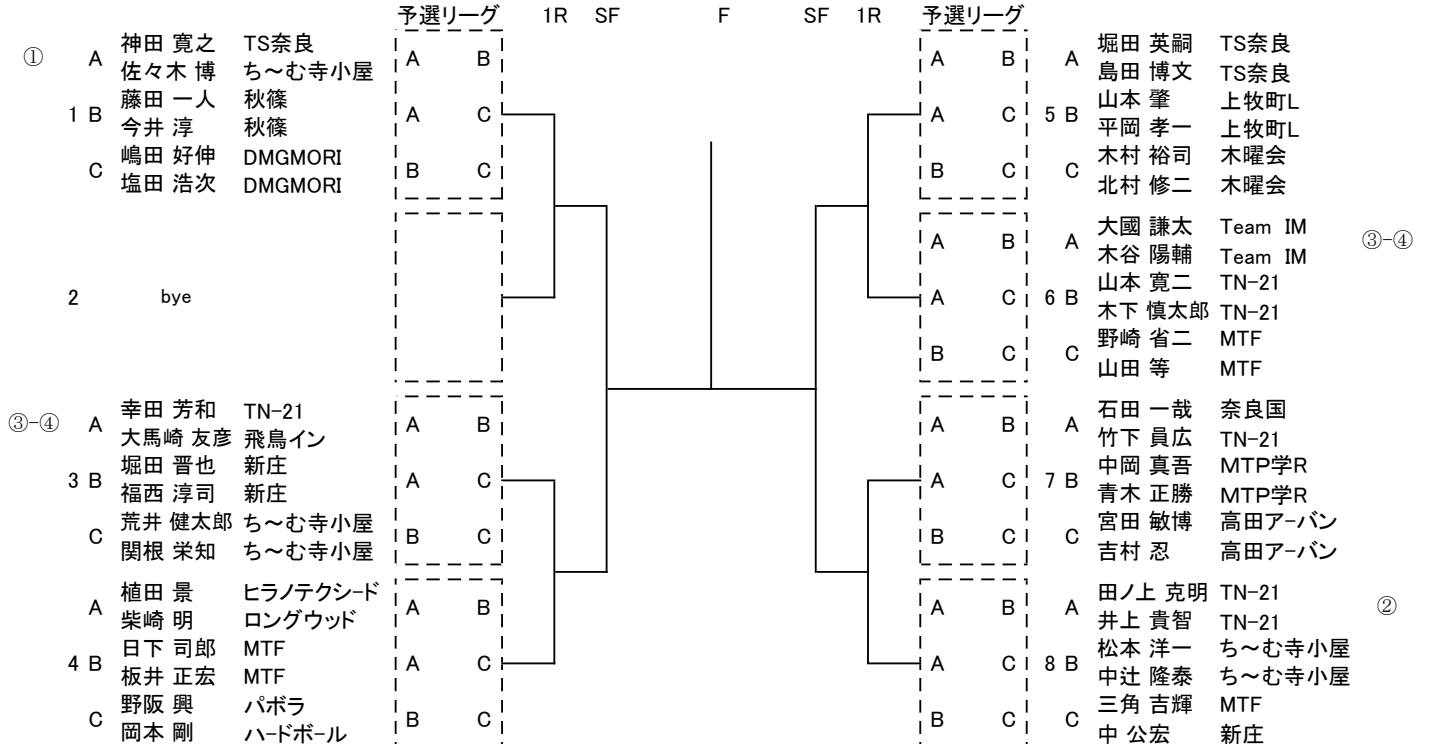 予選リーグ 1R SF F SF 1R 予選リーグ
① A 神田 寛之 TS奈良
佐々木 博 ち～む寺小屋
1 B 藤田 一人 秋篠
今井 淳 秋篠
C 嶋田 好伸 DMGMORI
塩田 浩次 DMGMORI
A B
A C
B C
2 bye
③-④ A 幸田 芳和 TN-21
大馬崎 友彦 飛鳥イン
3 B 堀田 晋也 新庄
福西 淳司 新庄
C 荒井 健太郎 ち～む寺小屋
関根 栄知 ち～む寺小屋
A B
A C
B C
A 植田 景 ヒラノテクシード
柴崎 明 ロングウッド
4 B 日下 司郎 MTF
板井 正宏 MTF
C 野阪 興 パボラ
岡本 剛 ハードボール
A B
A C
B C
A B
A C
B C
A 堀田 英嗣 TS奈良
島田 博文 TS奈良
5 B 山本 肇 上牧町L
平岡 孝一 上牧町L
C 木村 裕司 木曜会
北村 修二 木曜会
A B
A C
B C
A 大國 謙太 Team IM ③-④
木谷 陽輔 Team IM
6 B 山本 寛二 TN-21
木下 慎太郎 TN-21
C 野崎 省二 MTF
山田 等 MTF
A B
A C
B C
A 石田 一哉 奈良国
竹下 員広 TN-21
7 B 中岡 真吾 MTP学R
青木 正勝 MTP学R
C 宮田 敏博 高田アーバン
吉村 忍 高田アーバン
A B
A C
B C
A 田ノ上 克明 TN-21 ②
井上 貴智 TN-21
8 B 松本 洋一 ち～む寺小屋
中辻 隆泰 ち～む寺小屋
C 三角 吉輝 MTF
中 公宏 新庄